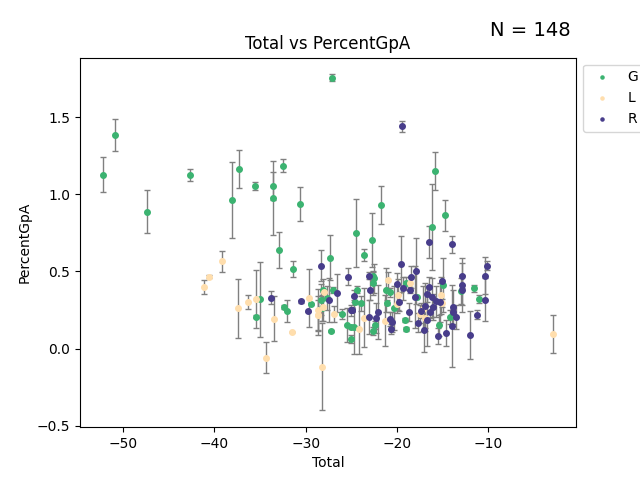 N = 148
Total vs PercentGpA
G
L
R
1.5
1.0
0.5
0.0
−0.5
PercentGpA
−50
−40
−30
−20
−10
Total